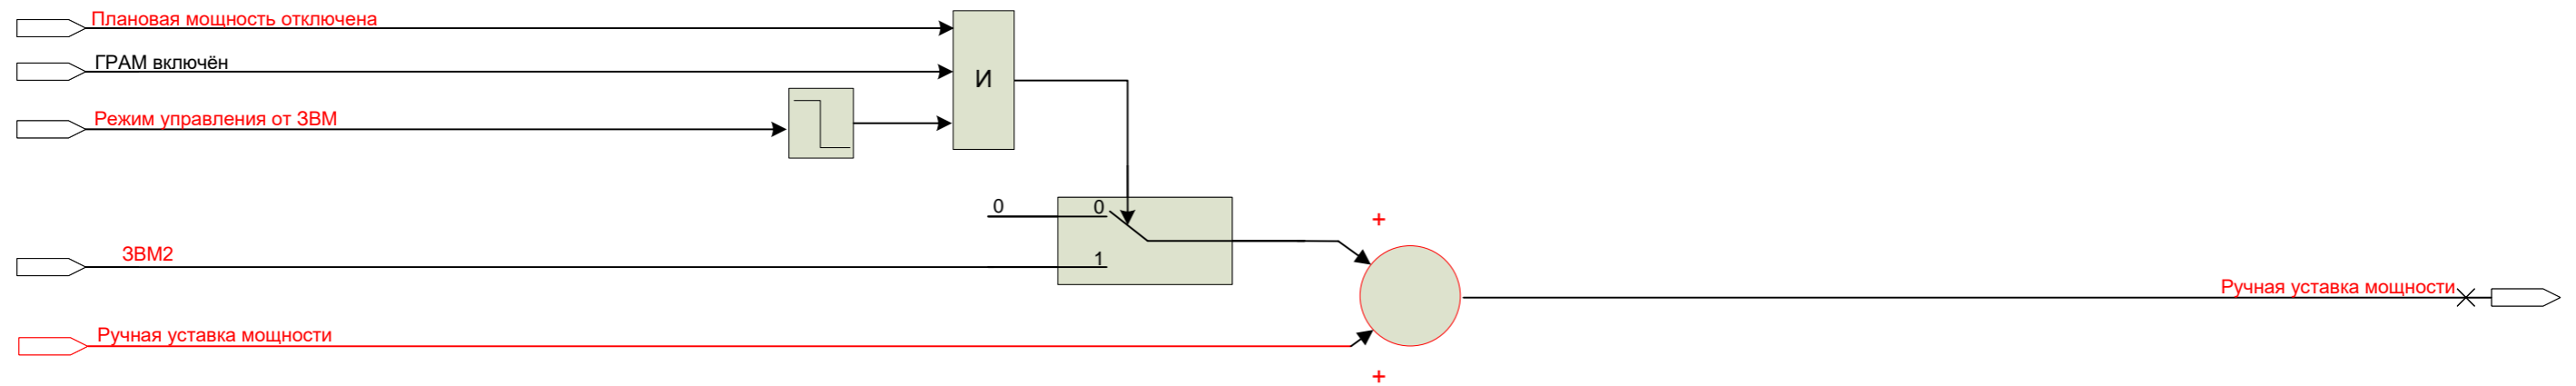 Плановая мощность отключена
ГРАМ включён
И
Режим управления от ЗВМ
0
0
+
ЗВМ2
1
Ручная уставка мощности
Ручная уставка мощности
+